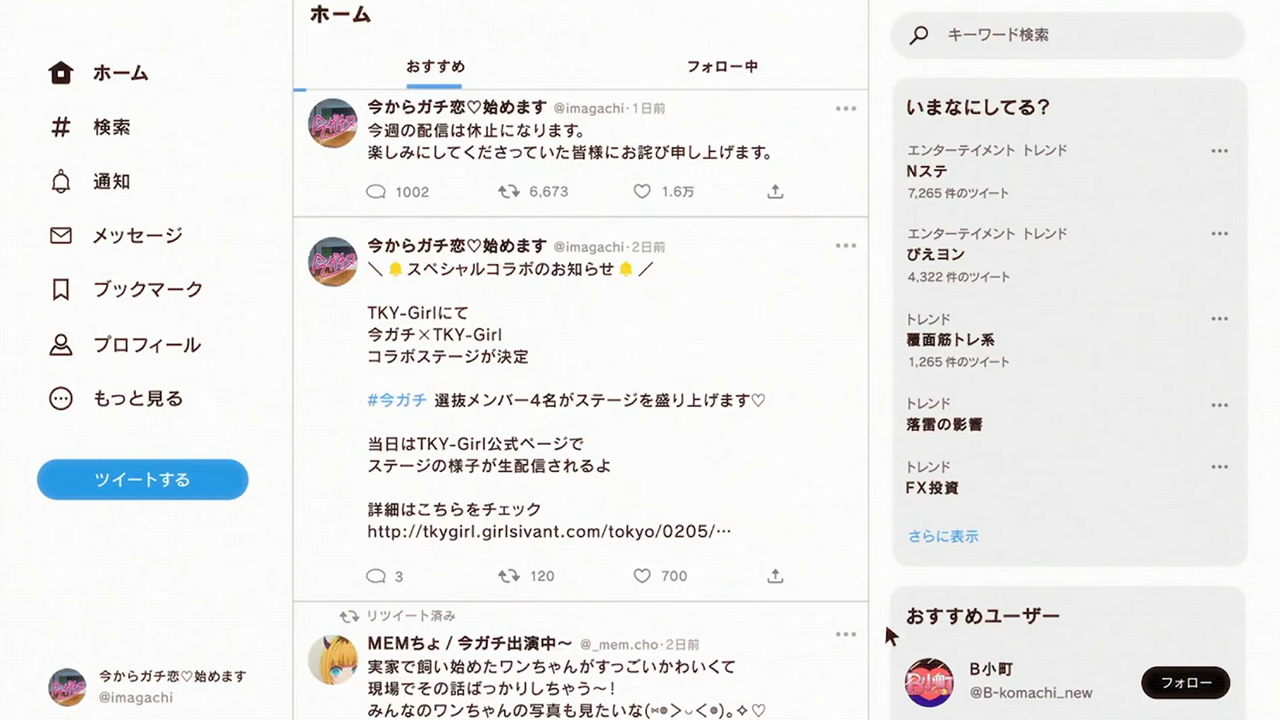 ホーム
検索
通知
メッセージ
ブックマーク
プロフィール
もっと見る
ツイートする
今からガチ恋♡始めます
@imagachi
ホーム
おすすめ
フォロー中
今からガチ恋♡始めます @imagachi·1日前
今週の配信は休止になります。
楽しみにしてくださっていた皆様にお詫び申し上げます。
1002 6,673 1.6万
今からガチ恋♡始めます @imagachi·2日前
＼🔔スペシャルコラボのお知らせ🔔／
TKY-Girlにて
今ガチ×TKY-Girl
コラボステージが決定
#今ガチ 選抜メンバー4名がステージを盛り上げます♡
当日はTKY-Girl公式ページで
ステージの様子が生配信されるよ
詳細はこちらをチェック
http://tkygirl.girlsivant.com/tokyo/0205/…
3 120 700
リツイート済み
MEMちょ / 今ガチ出演中〜 @_mem.cho·2日前
実家で飼い始めたワンちゃんがすっごいかわいくて
現場でその話ばっかりしちゃう〜！
みんなのワンちゃんの写真も見たいな
キーワード検索
いまなにしてる？
エンターテイメント トレンド
Nステ
7,265 件のツイート
エンターテイメント トレンド
ぴえヨン
4,322 件のツイート
トレンド
覆面筋トレ系
1,265 件のツイート
トレンド
落雷の影響
トレンド
FX投資
さらに表示
おすすめユーザー
B小町
B小町
@B-komachi_new
フォロー